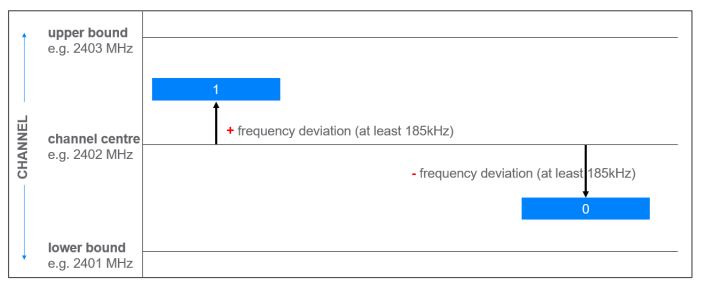 upper bound
e.g. 2403 MHz
1
+ frequency deviation (at least 185kHz)
CHANNEL
channel centre
e.g. 2402 MHz
- frequency deviation (at least 185kHz)
0
lower bound
e.g. 2401 MHz